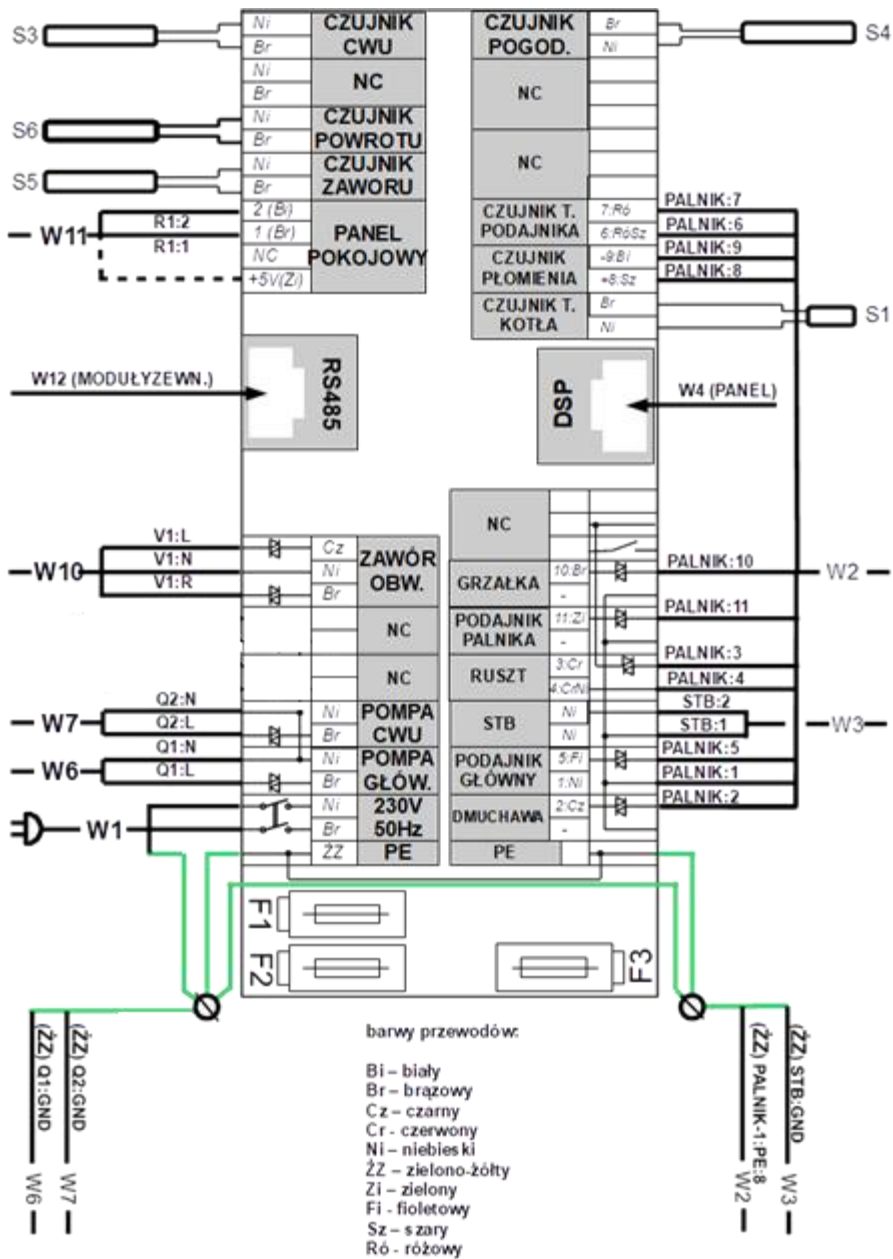 S3
Ni
Br
CZUJNIK
CWU
Ni
Br
NC
S6
Ni
Br
CZUJNIK
POWROTU
S5
Ni
Br
CZUJNIK
ZAWORU
W11
R1:2
R1:1
2 (Bi)
1 (Br)
NC
+5V(Zi)
PANEL
POKOJOWY
CZUJNIK
POGOD.
Br
Ni
S4
NC
NC
CZUJNIK T.
PODAJNIKA
7:Ró
6:RóSz
PALNIK:7
PALNIK:6
CZUJNIK
PŁOMIENIA
-9:Bi
+8:Sz
PALNIK:9
PALNIK:8
CZUJNIK T.
KOTŁA
Br
Ni
S1
W12 (MODUŁYZEWN.)
RS485
DSP
W4 (PANEL)
W10
V1:L
V1:N
V1:R
Cz
Ni
Br
ZAWÓR
OBW.
NC
NC
W7
Q2:N
Q2:L
Ni
Br
POMPA
CWU
W6
Q1:N
Q1:L
Ni
Br
POMPA
GŁÓW.
W1
Ni
Br
230V
50Hz
ŻZ
PE
NC
GRZAŁKA
10:Br
-
PALNIK:10
W2
PODAJNIK
PALNIKA
11:Zi
-
PALNIK:11
RUSZT
3:Cr
4:CrNi
PALNIK:3
PALNIK:4
STB
Ni
Ni
STB:2
STB:1
W3
PODAJNIK
GŁÓWNY
5:Fi
1:Ni
PALNIK:5
PALNIK:1
DMUCHAWA
2:Cz
-
PALNIK:2
PE
F1
F2
F3
(ŻZ) Q1:GND
W6
(ŻZ) Q2:GND
W7
(ŻZ) PALNIK-1:PE:8
W2
(ŻZ) STB:GND
W3
barwy przewodów:
Bi – biały
Br – brązowy
Cz – czarny
Cr - czerwony
Ni – niebieski
ŻZ – zielono-żółty
Zi – zielony
Fi - fioletowy
Sz – szary
Ró - różowy